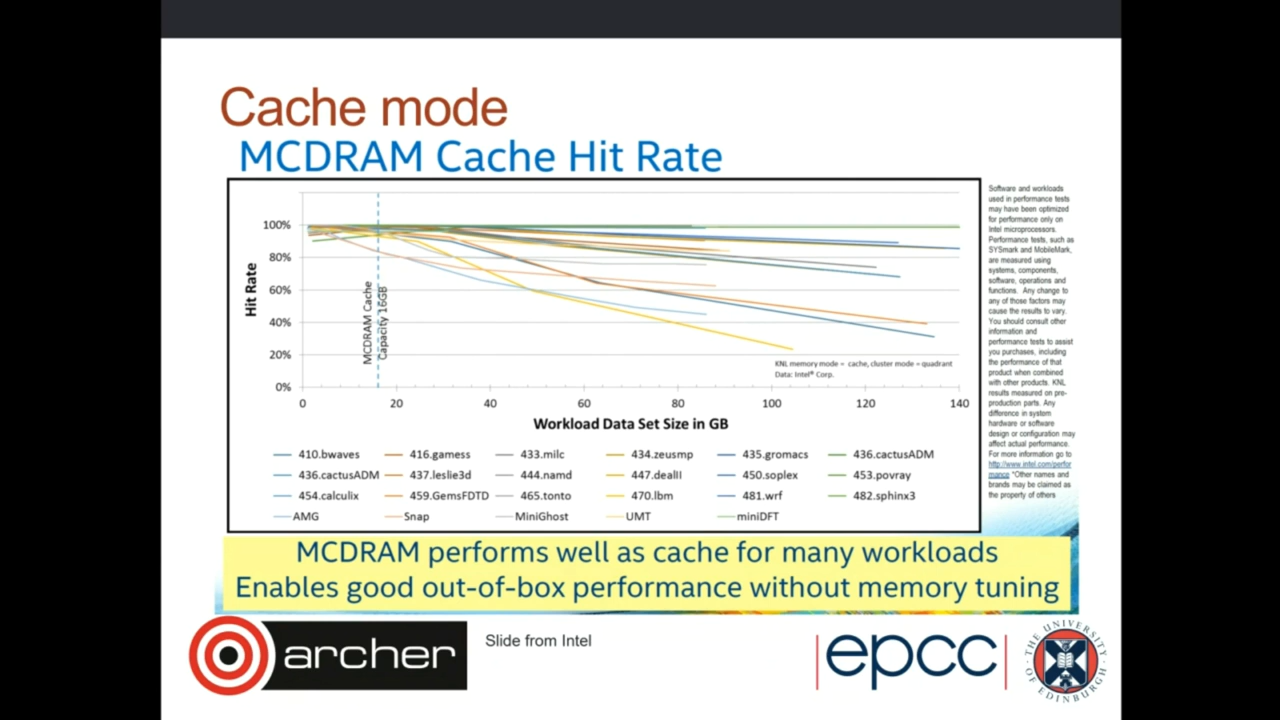 Cache mode
MCDRAM Cache Hit Rate
100%
80%
60%
40%
20%
0%
Hit Rate
MCDRAM Cache
Capacity 16GB
KNL memory mode = cache, cluster mode = quadrant
Data: Intel® Corp.
0 20 40 60 80 100 120 140
Workload Data Set Size in GB
410.bwaves 416.gamess 433.milc 434.zeusmp 435.gromacs 436.cactusADM
436.cactusADM 437.leslie3d 444.namd 447.dealII 450.soplex 453.povray
454.calculix 459.GemsFDTD 465.tonto 470.lbm 481.wrf 482.sphinx3
AMG Snap MiniGhost UMT miniDFT
Software and workloads
used in performance tests
may have been optimized
for performance only on
Intel microprocessors.
Performance tests, such as
SYSmark and MobileMark,
are measured using
systems, components,
software, operations and
functions. Any change to
any of those factors may
cause the results to vary.
You should consult other
information and
performance tests to assist
you purchases, including
the performance of that
product when combined
with other products. KNL
results measured on pre-
production parts. Any
difference in system
hardware or software
design or configuration may
affect actual performance.
For more information go to
http://www.intel.com/perfor
mance *Other names and
brands may be claimed as
the property of others
MCDRAM performs well as cache for many workloads
Enables good out-of-box performance without memory tuning
archer
Slide from Intel
epcc
THE UNIVERSITY
OF EDINBURGH